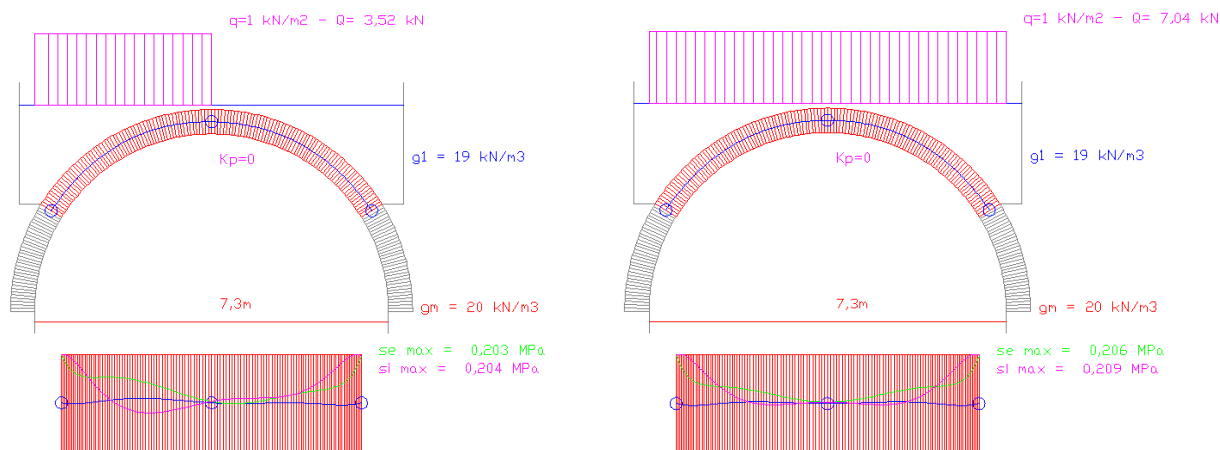 q=1 kN/m2 - Q= 3,52 kN
Kp=0
g1 = 19 kN/m3
7,3m
gm = 20 kN/m3
se max = 0,203 MPa
si max = 0,204 MPa
q=1 kN/m2 - Q= 7,04 kN
Kp=0
g1 = 19 kN/m3
7,3m
gm = 20 kN/m3
se max = 0,206 MPa
si max = 0,209 MPa